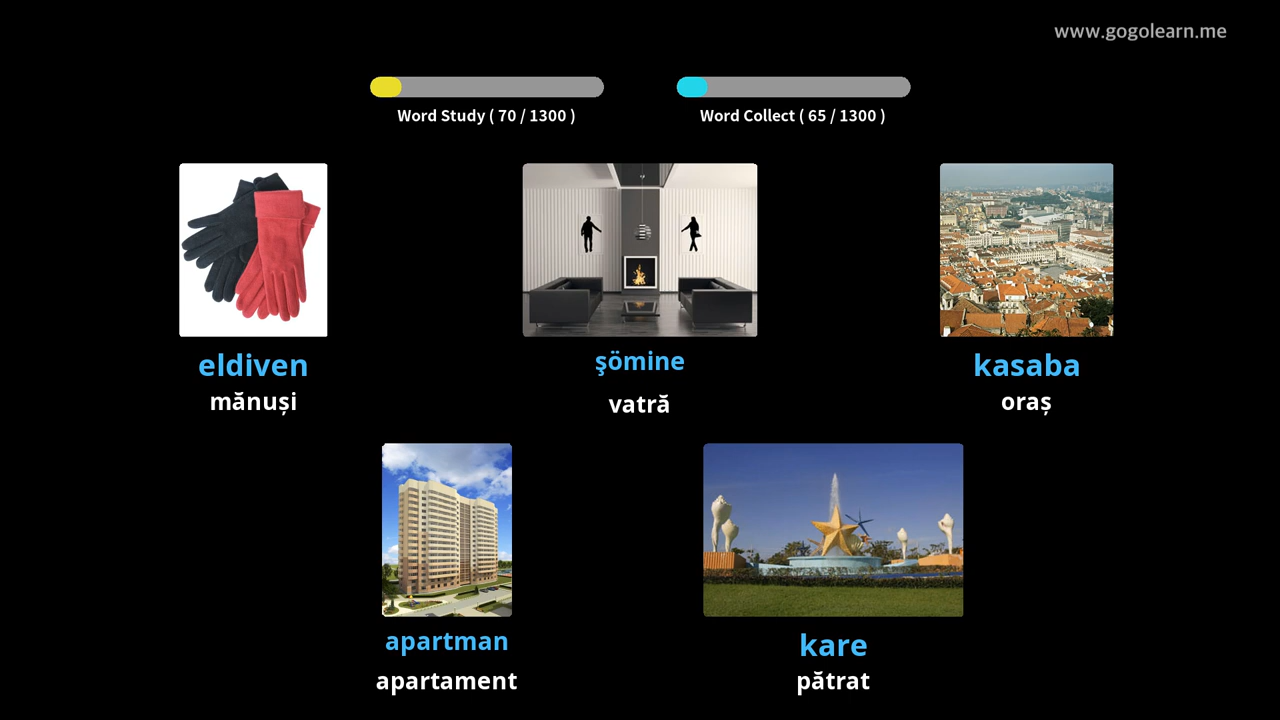 www.gogolearn.me
Word Study ( 70 / 1300 )
Word Collect ( 65 / 1300 )
eldiven
mănuși
şömine
vatră
kasaba
oraș
apartman
apartament
kare
pătrat